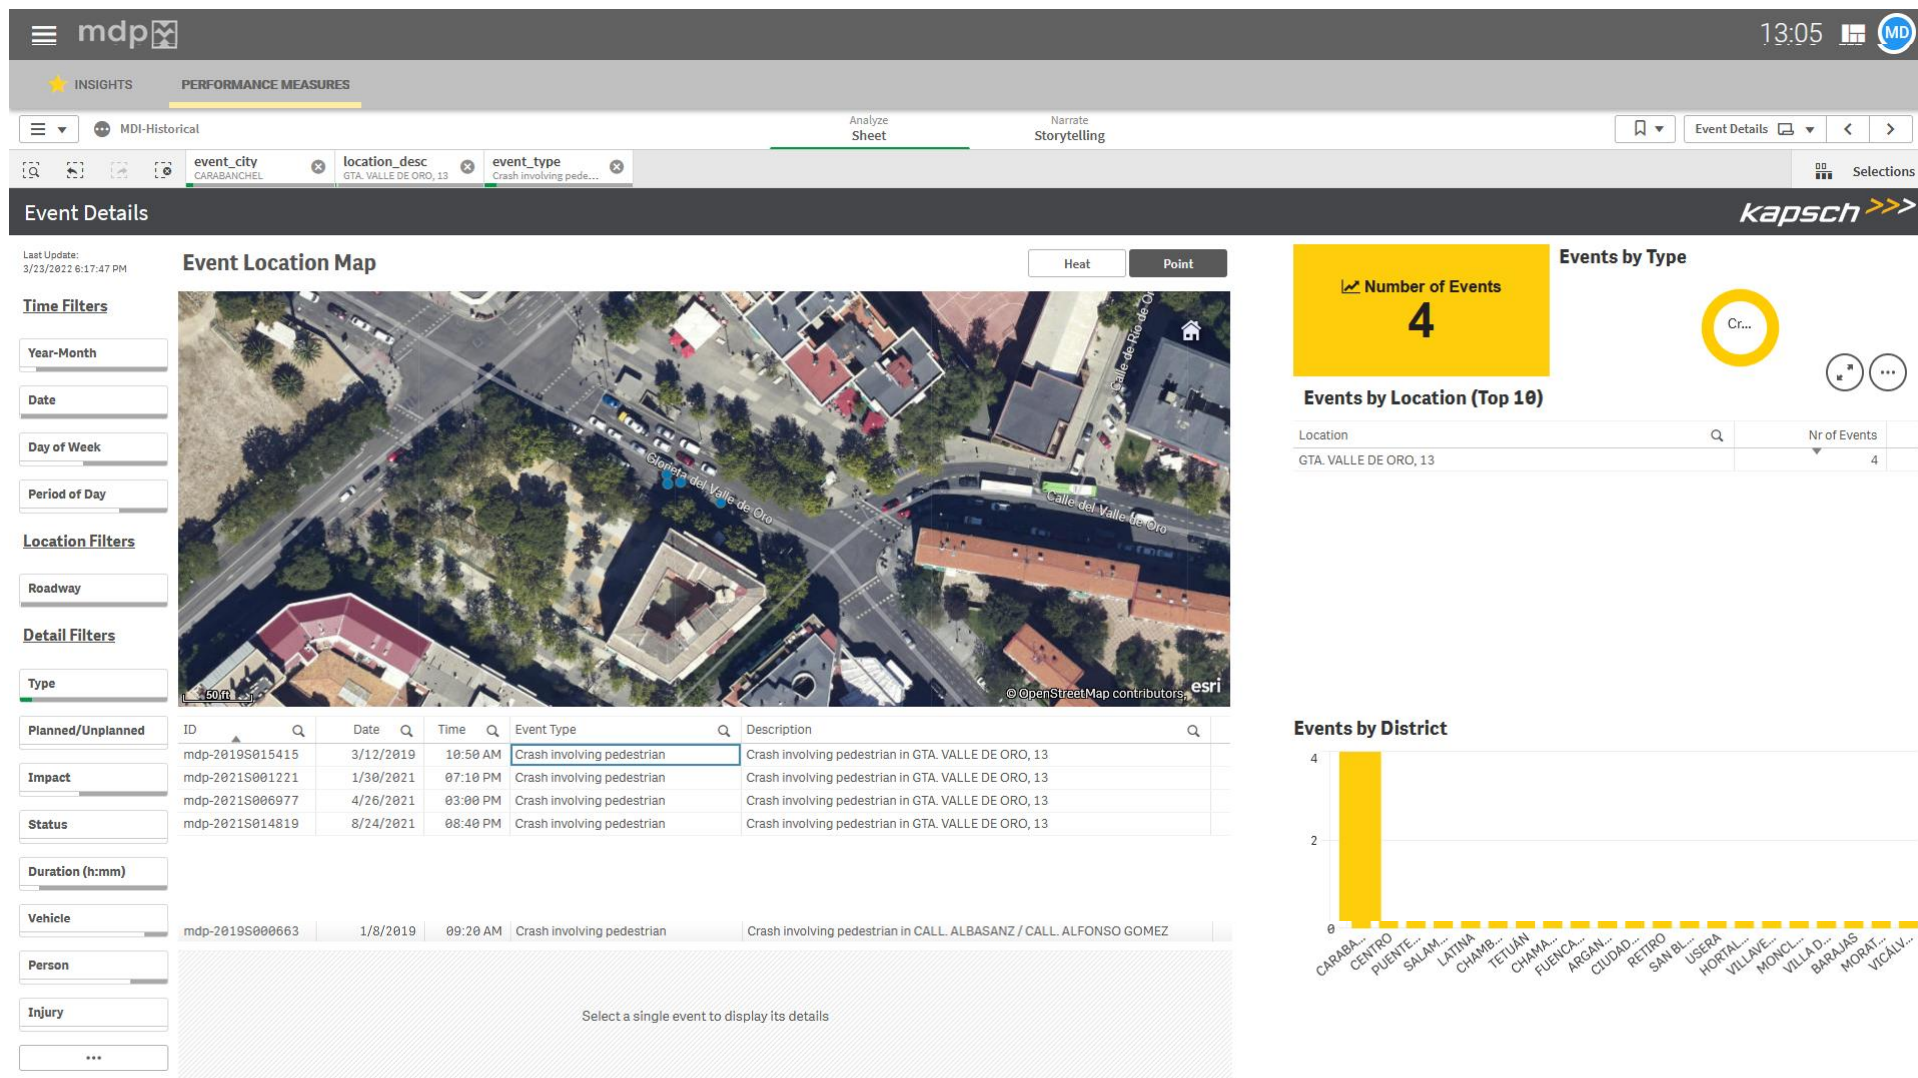 mdp
13:05
MD
INSIGHTS
PERFORMANCE MEASURES
MDI-Historical
Analyze
Sheet
Narrate
Storytelling
Event Details
event_city
CARABANCHEL
location_desc
GTA. VALLE DE ORO, 13
event_type
Crash involving pede...
Selections
Event Details
kapsch >>>
Last Update:
3/23/2022 6:17:47 PM
Time Filters
Year-Month
Date
Day of Week
Period of Day
Location Filters
Roadway
Detail Filters
Type
Planned/Unplanned
Impact
Status
Duration (h:mm)
Vehicle
Person
Injury
...
Event Location Map
Heat
Point
Calle de Río de Or
Glorieta del Valle de Oro
Calle del Valle de Oro
50 ft
© OpenStreetMap contributors,
esri
ID Date Time Event Type Description
mdp-2019S015415 3/12/2019 10:50 AM Crash involving pedestrian Crash involving pedestrian in GTA. VALLE DE ORO, 13
mdp-2021S001221 1/30/2021 07:10 PM Crash involving pedestrian Crash involving pedestrian in GTA. VALLE DE ORO, 13
mdp-2021S006977 4/26/2021 03:00 PM Crash involving pedestrian Crash involving pedestrian in GTA. VALLE DE ORO, 13
mdp-2021S014819 8/24/2021 08:40 PM Crash involving pedestrian Crash involving pedestrian in GTA. VALLE DE ORO, 13
mdp-2019S000663 1/8/2019 09:20 AM Crash involving pedestrian Crash involving pedestrian in CALL. ALBASANZ / CALL. ALFONSO GOMEZ
Select a single event to display its details
Number of Events
4
Events by Type
Cr...
Events by Location (Top 10)
Location Nr of Events
GTA. VALLE DE ORO, 13 4
Events by District
4
2
0
CARABA...
CENTRO
PUENTE...
SALAM...
LATINA
CHAMB...
TETUÁN
CHAMA...
FUENCA...
ARGAN...
CIUDAD...
RETIRO
SAN BL...
USERA
HORTAL...
VILLAVE...
MONCL...
VILLA D...
BARAJAS
MORAT...
VICÁLV...